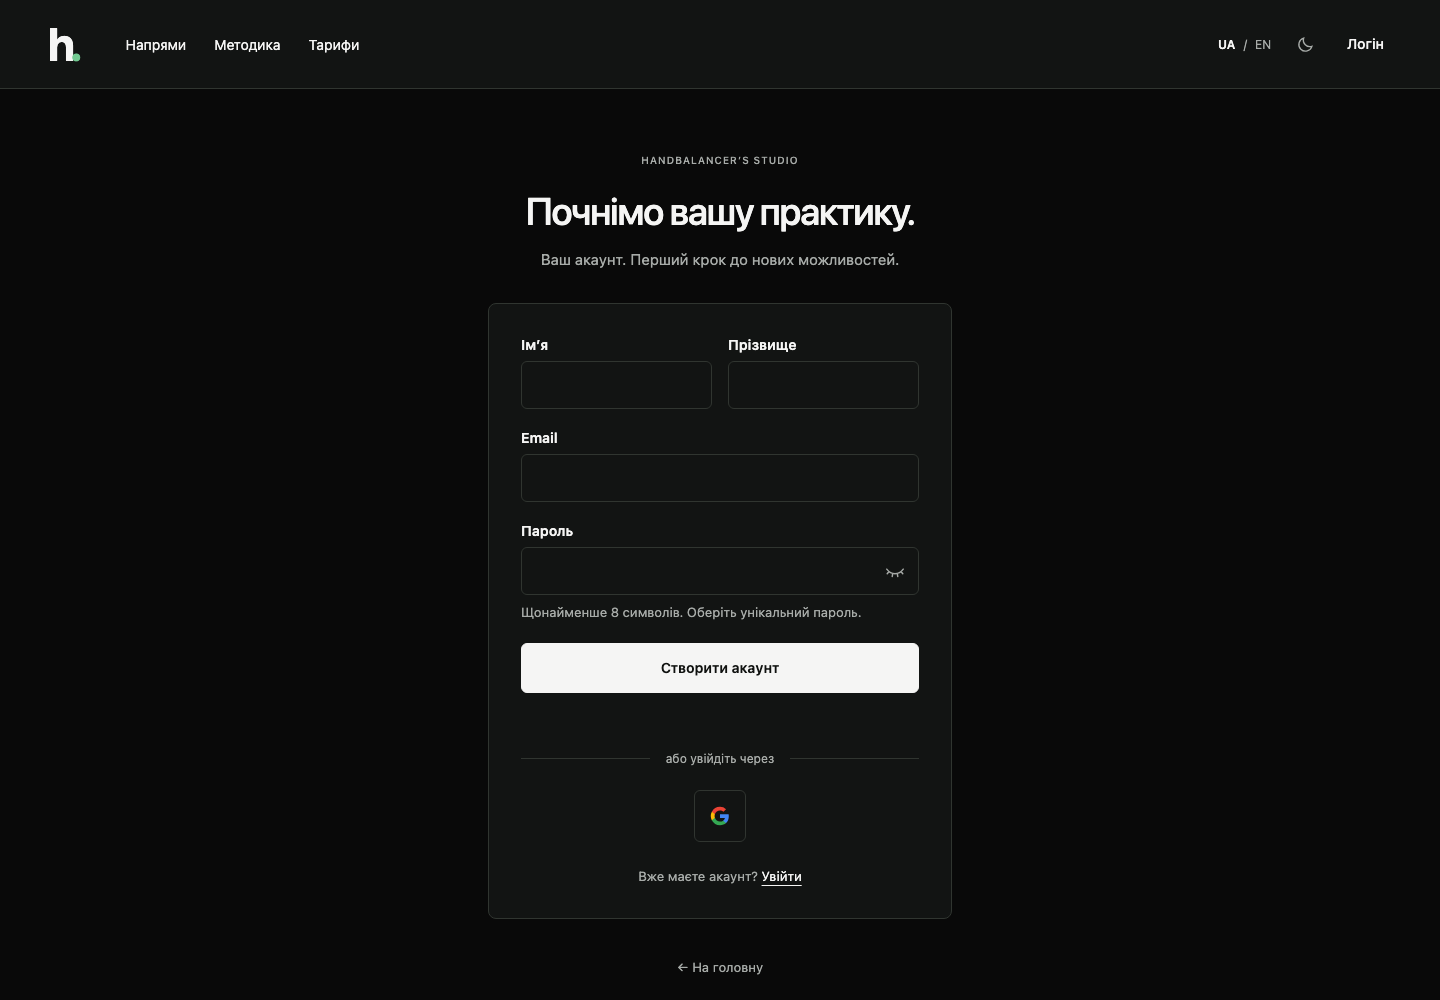 h.
Напрями
Методика
Тарифи
UA / EN
Логін
HANDBALANCER’S STUDIO
Почнімо вашу практику.
Ваш акаунт. Перший крок до нових можливостей.
Ім’я
Прізвище
Email
Пароль
Щонайменше 8 символів. Оберіть унікальний пароль.
Створити акаунт
або увійдіть через
Вже маєте акаунт? Увійти
← На головну